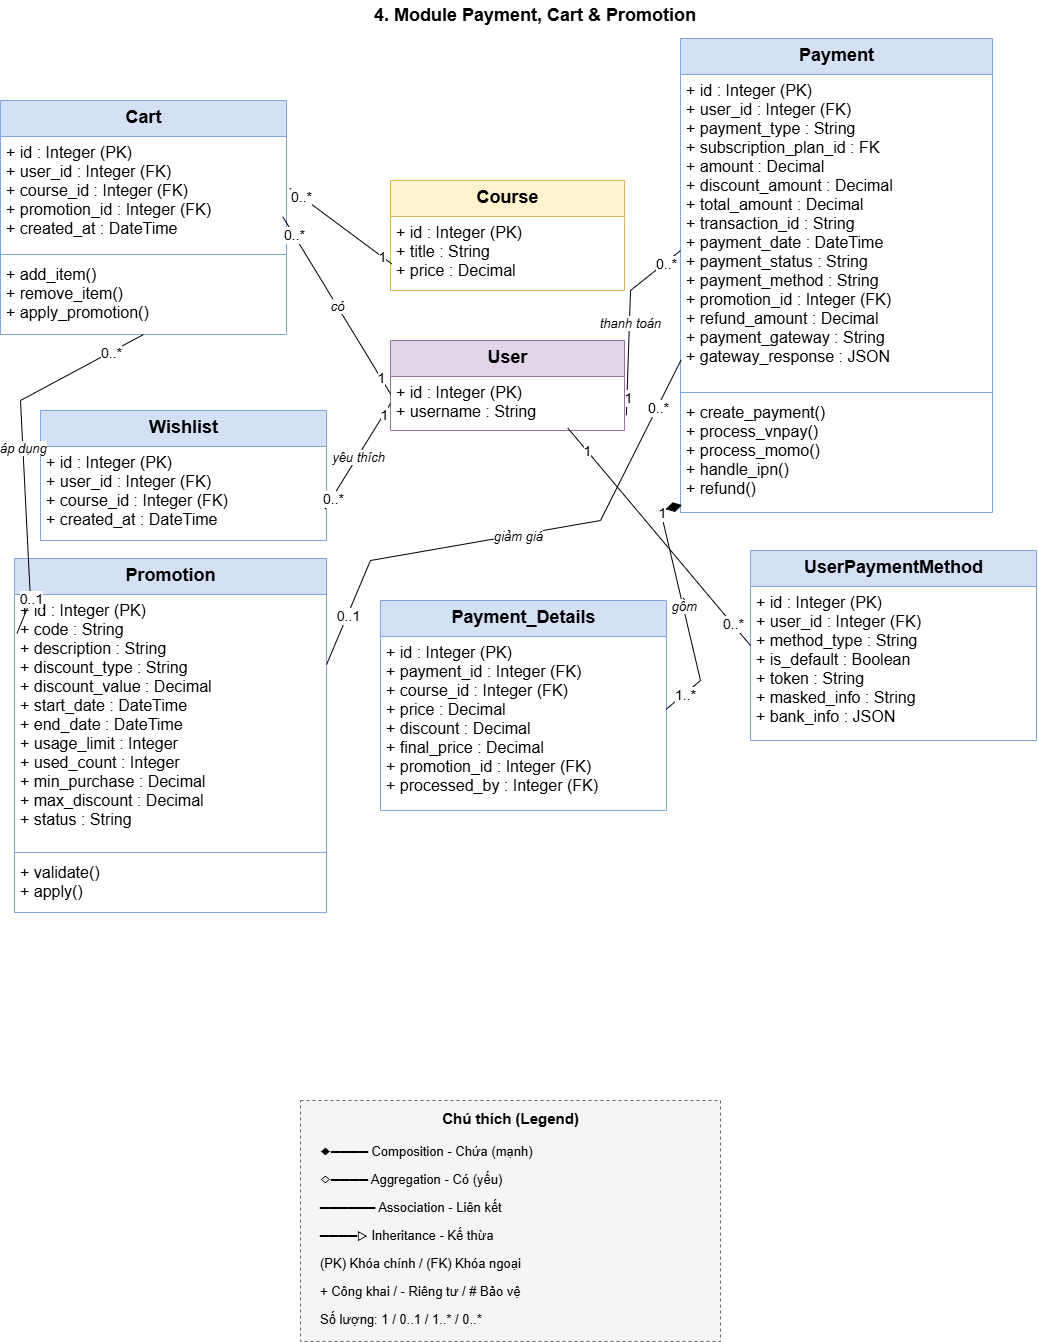 4. Module Payment, Cart & Promotion
Payment
+ id : Integer (PK)
+ user_id : Integer (FK)
+ payment_type : String
+ subscription_plan_id : FK
+ amount : Decimal
+ discount_amount : Decimal
+ total_amount : Decimal
+ transaction_id : String
+ payment_date : DateTime
+ payment_status : String
+ payment_method : String
+ promotion_id : Integer (FK)
+ refund_amount : Decimal
+ payment_gateway : String
+ gateway_response : JSON
+ create_payment()
+ process_vnpay()
+ process_momo()
+ handle_ipn()
+ refund()
Cart
+ id : Integer (PK)
+ user_id : Integer (FK)
+ course_id : Integer (FK)
+ promotion_id : Integer (FK)
+ created_at : DateTime
+ add_item()
+ remove_item()
+ apply_promotion()
0..*
1
Course
+ id : Integer (PK)
+ title : String
+ price : Decimal
0..*
có
1
0..*
thanh toán
1
User
+ id : Integer (PK)
+ username : String
0..*
áp dụng
0..1
1
yêu thích
0..*
Wishlist
+ id : Integer (PK)
+ user_id : Integer (FK)
+ course_id : Integer (FK)
+ created_at : DateTime
0..*
giảm giá
0..1
1
0..*
1
gồm
1..*
Promotion
+ id : Integer (PK)
+ code : String
+ description : String
+ discount_type : String
+ discount_value : Decimal
+ start_date : DateTime
+ end_date : DateTime
+ usage_limit : Integer
+ used_count : Integer
+ min_purchase : Decimal
+ max_discount : Decimal
+ status : String
+ validate()
+ apply()
Payment_Details
+ id : Integer (PK)
+ payment_id : Integer (FK)
+ course_id : Integer (FK)
+ price : Decimal
+ discount : Decimal
+ final_price : Decimal
+ promotion_id : Integer (FK)
+ processed_by : Integer (FK)
UserPaymentMethod
+ id : Integer (PK)
+ user_id : Integer (FK)
+ method_type : String
+ is_default : Boolean
+ token : String
+ masked_info : String
+ bank_info : JSON
Chú thích (Legend)
Composition - Chứa (mạnh)
Aggregation - Có (yếu)
Association - Liên kết
Inheritance - Kế thừa
(PK) Khóa chính / (FK) Khóa ngoại
+ Công khai / - Riêng tư / # Bảo vệ
Số lượng: 1 / 0..1 / 1..* / 0..*